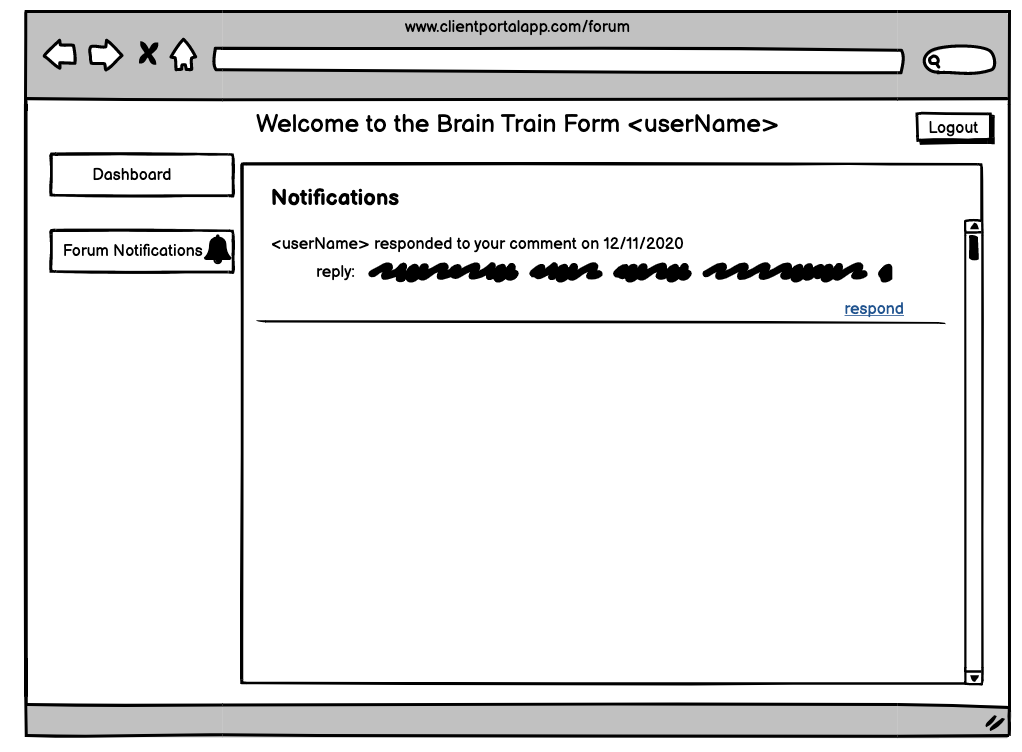 www.clientportalapp.com/forum
Welcome to the Brain Train Form <userName>
Logout
Dashboard
Forum Notifications
Notifications
<userName> responded to your comment on 12/11/2020
reply:
respond